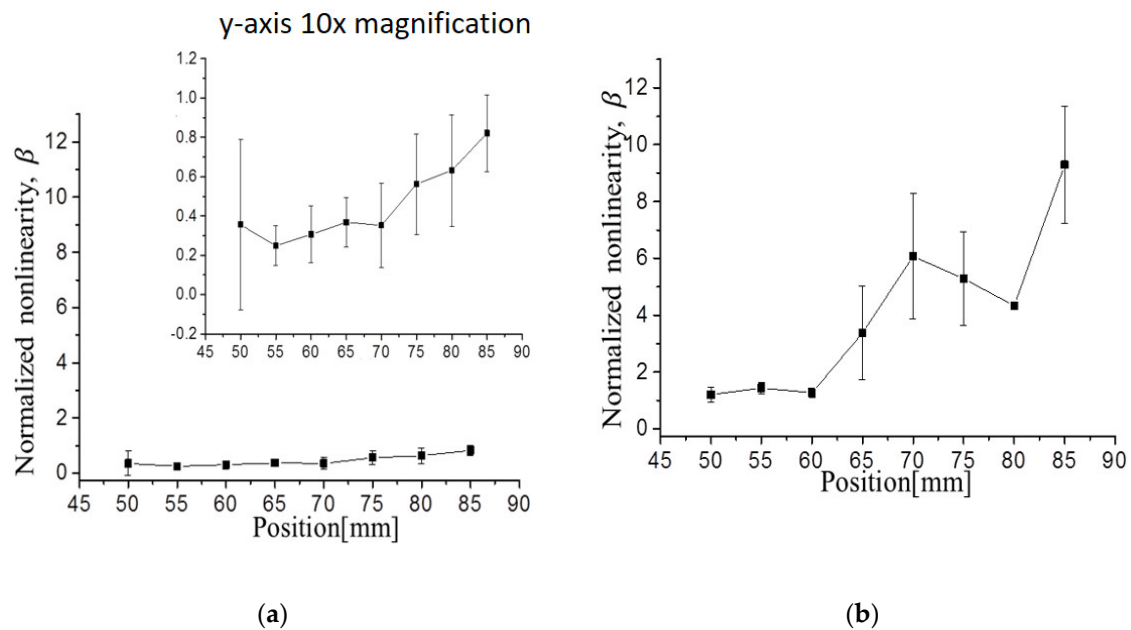 y-axis 10x magnification
1.2
1.0
0.8
0.6
0.4
0.2
0.0
-0.2
45 50 55 60 65 70 75 80 85 90
Normalized nonlinearity, β
12
10
8
6
4
2
0
45 50 55 60 65 70 75 80 85 90
Position[mm]
(a)
Normalized nonlinearity, β
12
10
8
6
4
2
0
45 50 55 60 65 70 75 80 85 90
Position[mm]
(b)